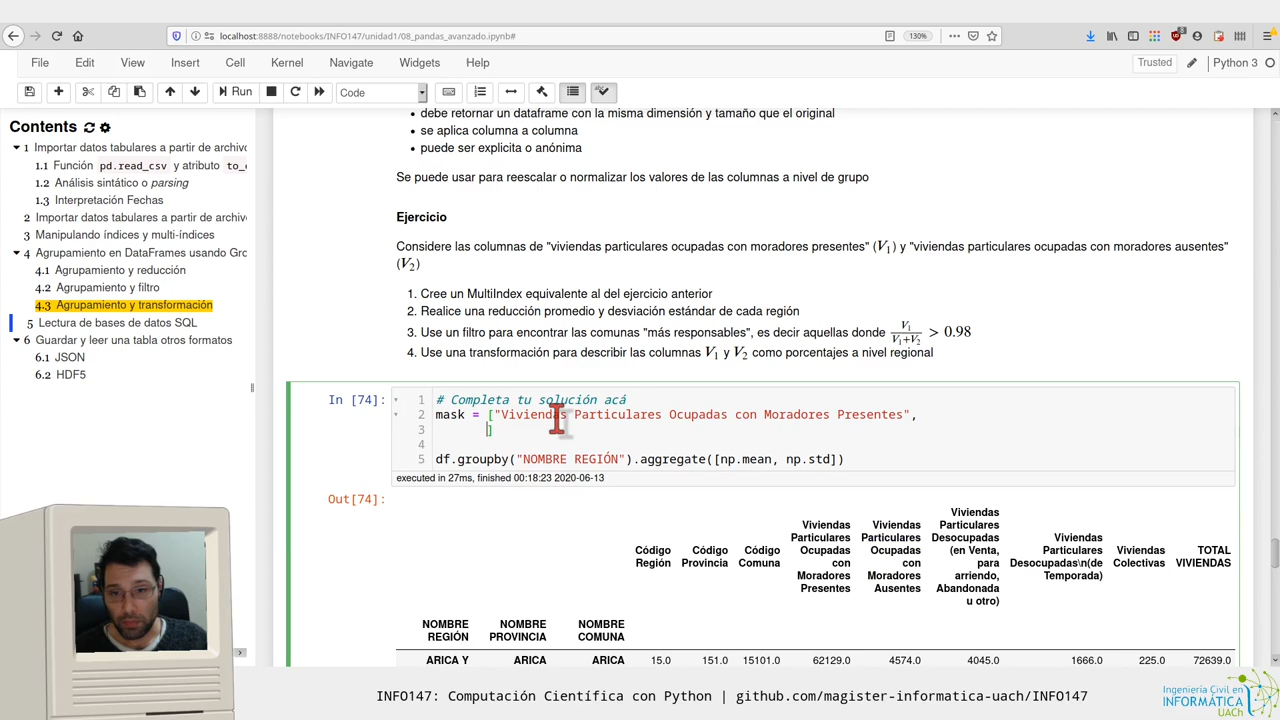 localhost:8888/notebooks/INFO147/unidad1/08_pandas_avanzado.ipynb#
130%
File Edit View Insert Cell Kernel Navigate Widgets Help
Trusted
Python 3
Run
Code
Contents
1 Importar datos tabulares a partir de archivo
1.1 Función pd.read_csv y atributo to_
1.2 Análisis sintático o parsing
1.3 Interpretación Fechas
2 Importar datos tabulares a partir de archiv
3 Manipulando índices y multi-índices
4 Agrupamiento en DataFrames usando Gro
4.1 Agrupamiento y reducción
4.2 Agrupamiento y filtro
4.3 Agrupamiento y transformación
5 Lectura de bases de datos SQL
6 Guardar y leer una tabla otros formatos
6.1 JSON
6.2 HDF5
• debe retornar un dataframe con la misma dimensión y tamaño que el original
• se aplica columna a columna
• puede ser explicita o anónima
Se puede usar para reescalar o normalizar los valores de las columnas a nivel de grupo
Ejercicio
Considere las columnas de "viviendas particulares ocupadas con moradores presentes" (V1) y "viviendas particulares ocupadas con moradores ausentes"
(V2)
1. Cree un MultiIndex equivalente al del ejercicio anterior
2. Realice una reducción promedio y desviación estándar de cada región
3. Use un filtro para encontrar las comunas "más responsables", es decir aquellas donde V1/(V1+V2) > 0.98
4. Use una transformación para describir las columnas V1 y V2 como porcentajes a nivel regional
In [74]:
1 # Completa tu solución acá
2 mask = ["Viviendas Particulares Ocupadas con Moradores Presentes",
3 ]
4
5 df.groupby("NOMBRE REGIÓN").aggregate([np.mean, np.std])
executed in 27ms, finished 00:18:23 2020-06-13
Out[74]:
Código Región
Código Provincia
Código Comuna
Viviendas Particulares Ocupadas con Moradores Presentes
Viviendas Particulares Ocupadas con Moradores Ausentes
Viviendas Particulares Desocupadas (en Venta, para arriendo, Abandonada u otro)
Viviendas Particulares Desocupadas\n(de Temporada)
Viviendas Colectivas
TOTAL VIVIENDAS
NOMBRE REGIÓN
NOMBRE PROVINCIA
NOMBRE COMUNA
ARICA Y ARICA ARICA 15.0 151.0 15101.0 62129.0 4574.0 4045.0 1666.0 225.0 72639.0
INFO147: Computación Científica con Python | github.com/magister-informatica-uach/INFO147
Ingeniería Civil en
INFORMÁTICA
UACh